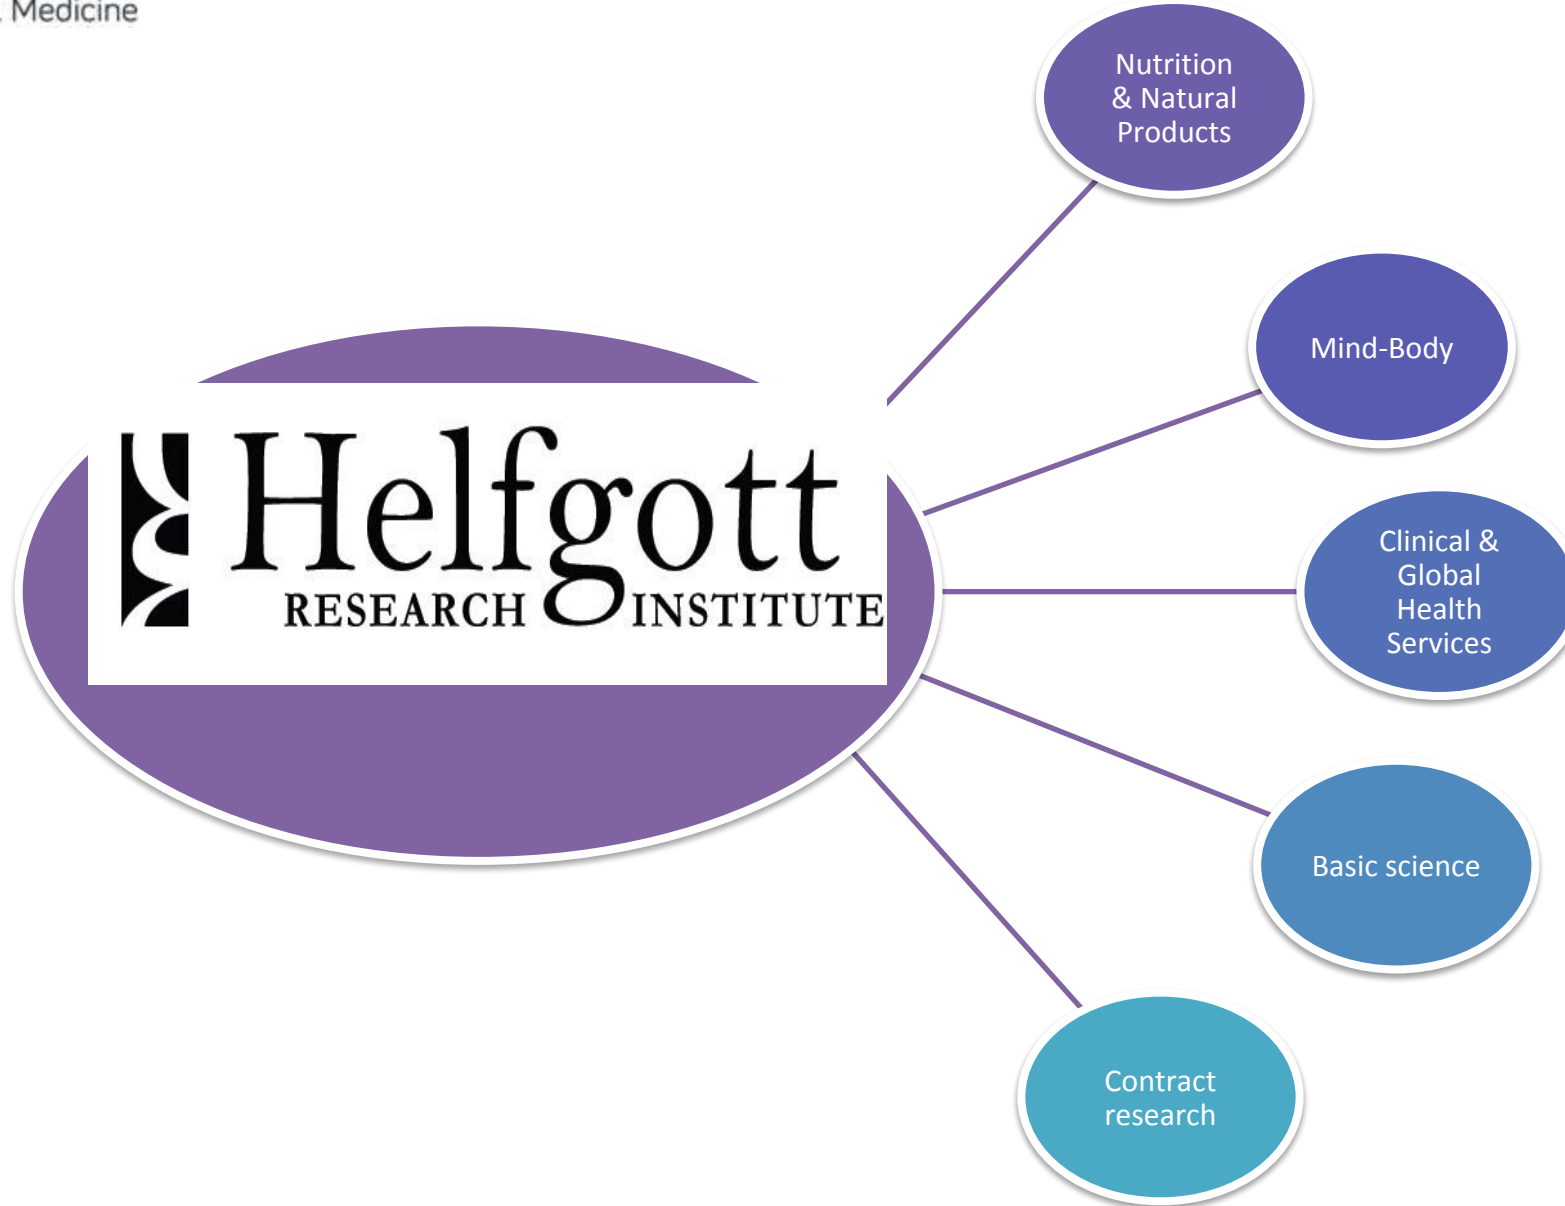 Medicine
Nutrition
& Natural
Products
Mind-Body
Helfgott
RESEARCH INSTITUTE
Clinical &
Global
Health
Services
Basic science
Contract
research